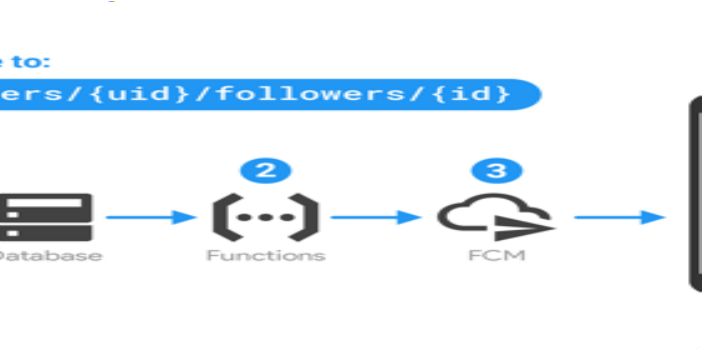 to:
ers/{uid}/followers/{id}
2
3
Database
Functions
FCM